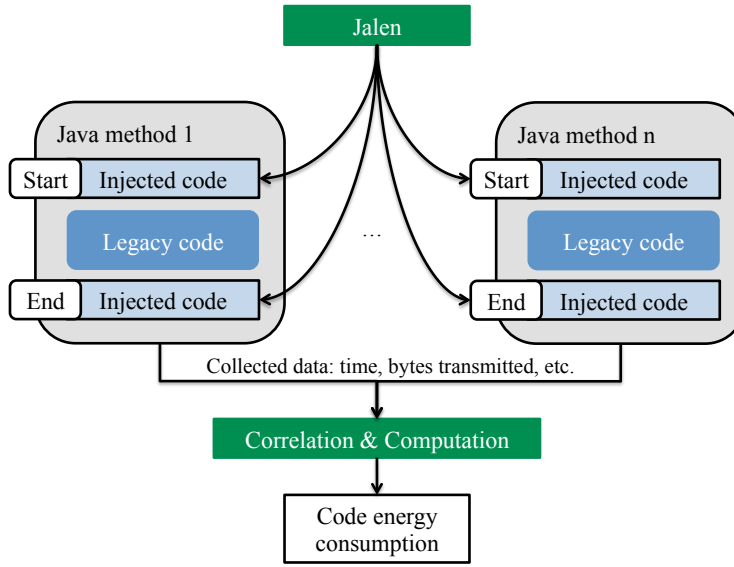 Jalen
Java method 1
Start
Injected code
Legacy code
End
Injected code
...
Java method n
Start
Injected code
Legacy code
End
Injected code
Collected data: time, bytes transmitted, etc.
Correlation & Computation
Code energy
consumption